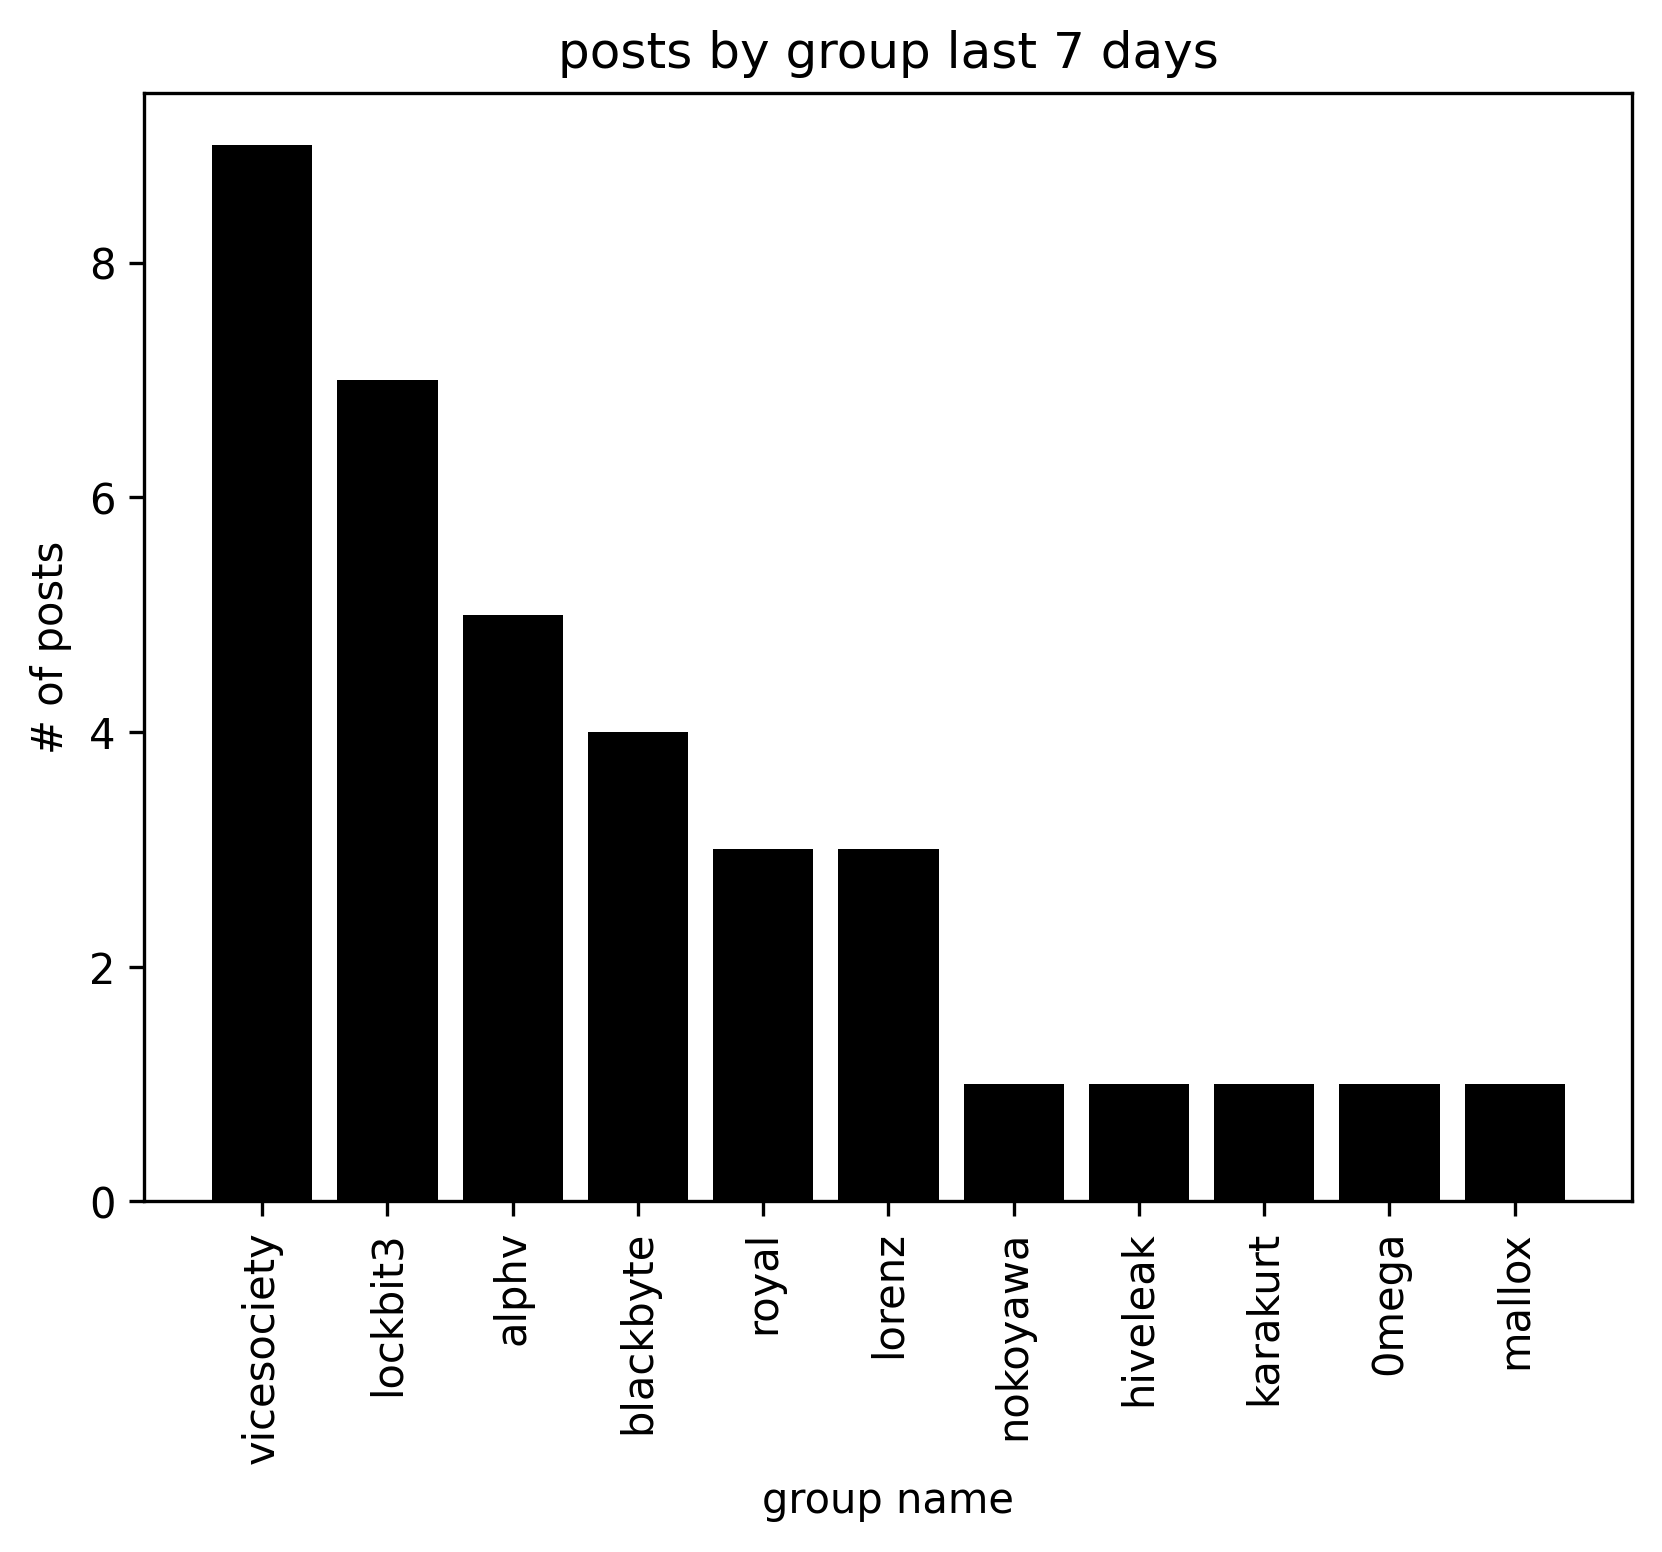 posts by group last 7 days
# of posts
8
6
4
2
0
vicesociety
lockbit3
alphv
blackbyte
royal
lorenz
nokoyawa
hiveleak
karakurt
0mega
mallox
group name